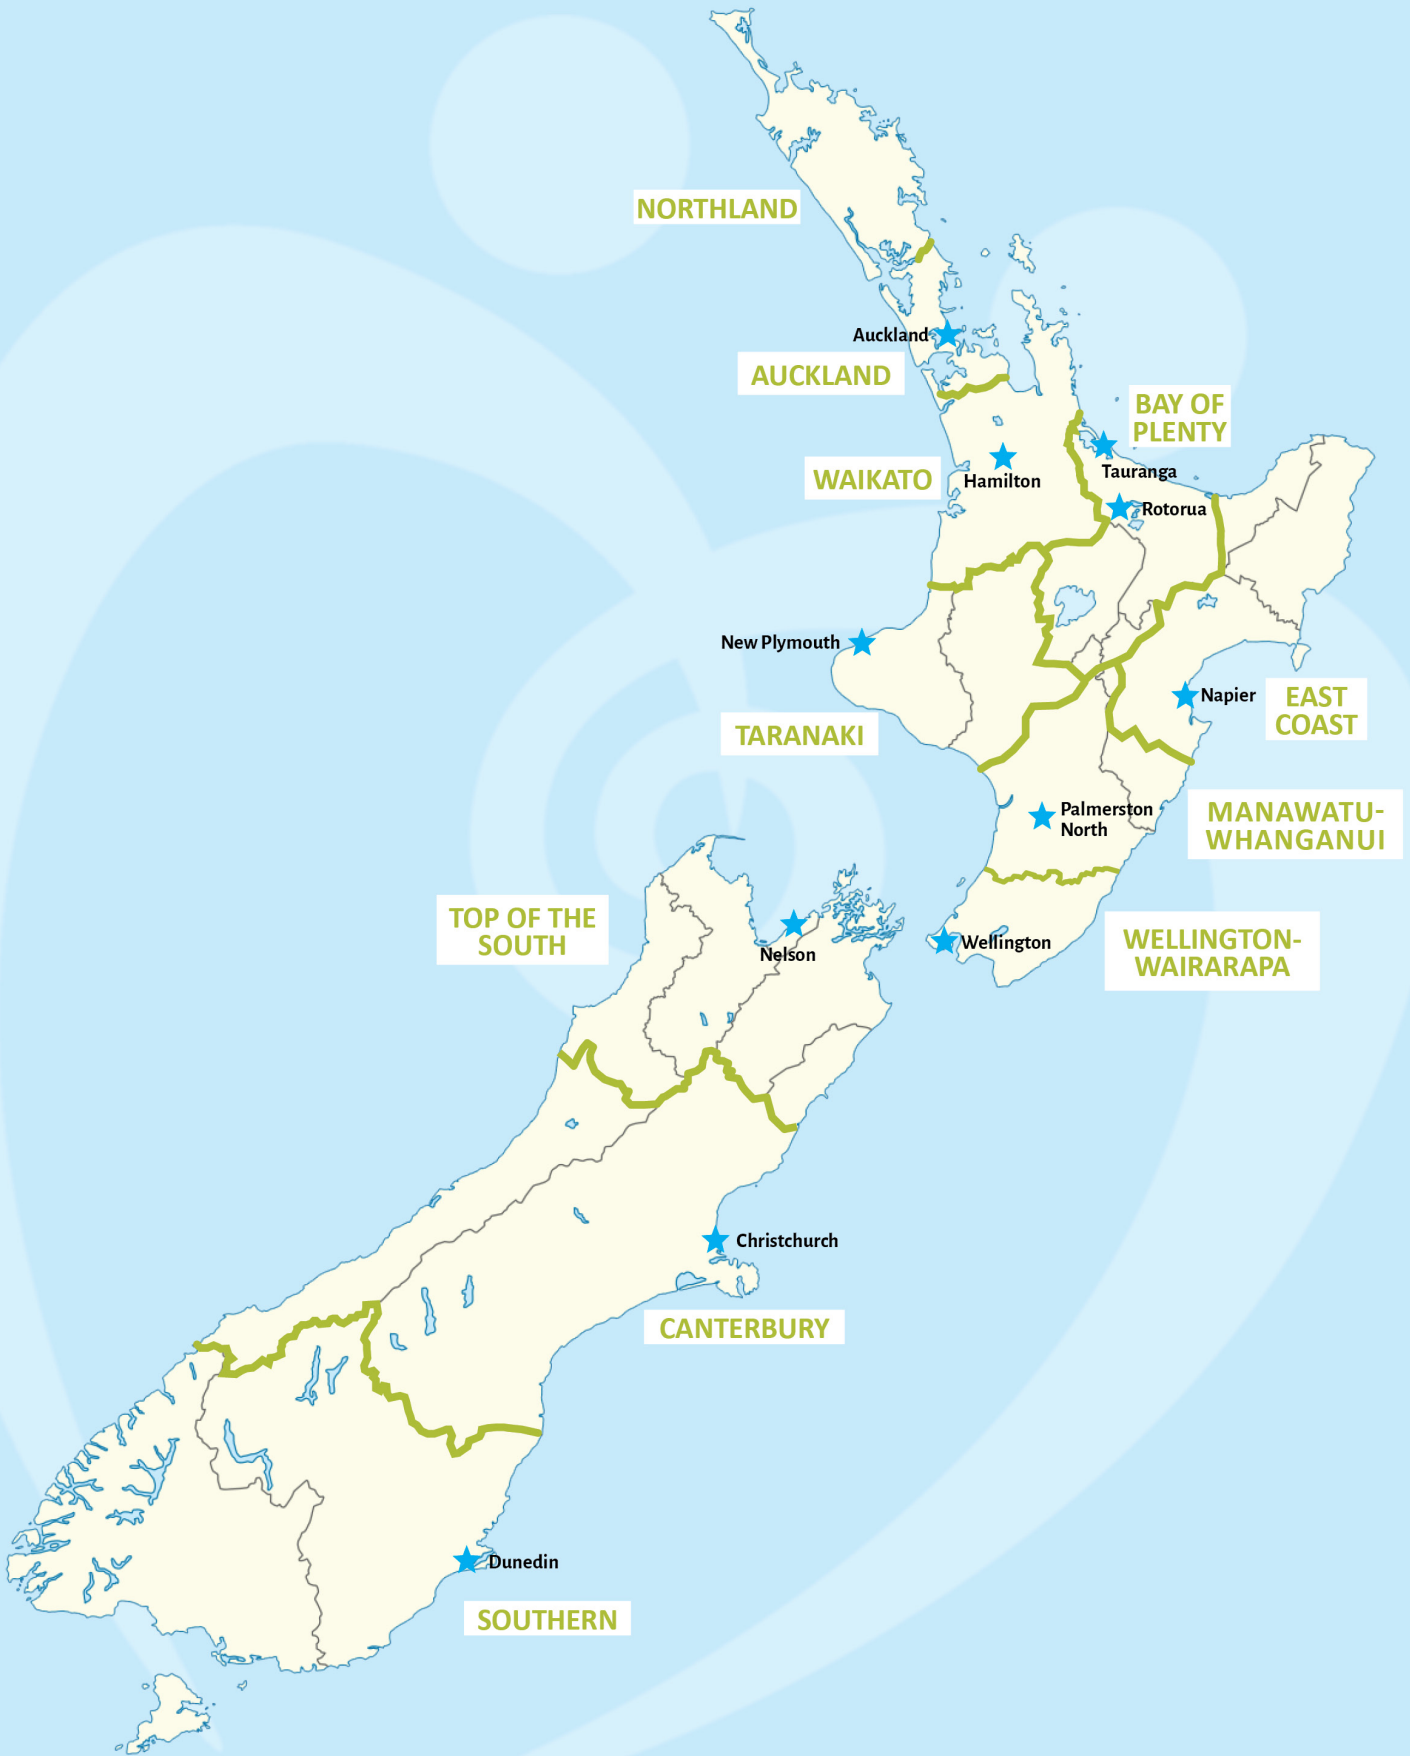 NORTHLAND
Auckland
AUCKLAND
BAY OF
PLENTY
WAIKATO
Hamilton
Tauranga
Rotorua
New Plymouth
Napier
EAST
COAST
TARANAKI
Palmerston
North
MANAWATU-
WHANGANUI
TOP OF THE
SOUTH
Nelson
Wellington
WELLINGTON-
WAIRARAPA
Christchurch
CANTERBURY
Dunedin
SOUTHERN